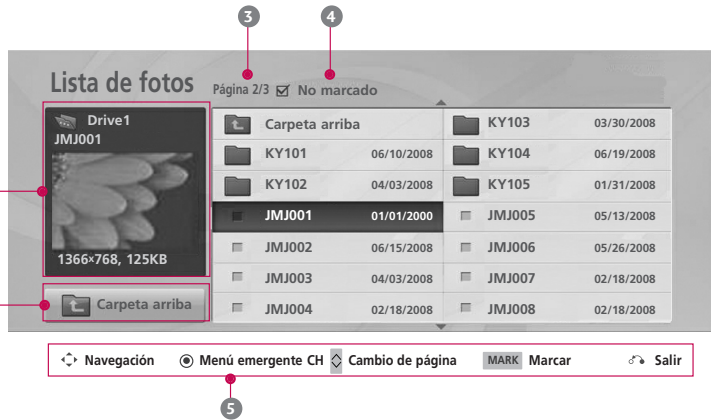 3 4
Lista de fotos Página 2/3 No marcado
Drive1
JMJ001
1366×768, 125KB
Carpeta arriba
Carpeta arriba
KY101 06/10/2008
KY102 04/03/2008
JMJ001 01/01/2000
JMJ002 06/15/2008
JMJ003 04/03/2008
JMJ004 02/18/2008
KY103 03/30/2008
KY104 06/19/2008
KY105 01/31/2008
JMJ005 05/13/2008
JMJ006 05/26/2008
JMJ007 02/18/2008
JMJ008 02/18/2008
Navegación Menú emergente CH Cambio de página MARK Marcar Salir
5